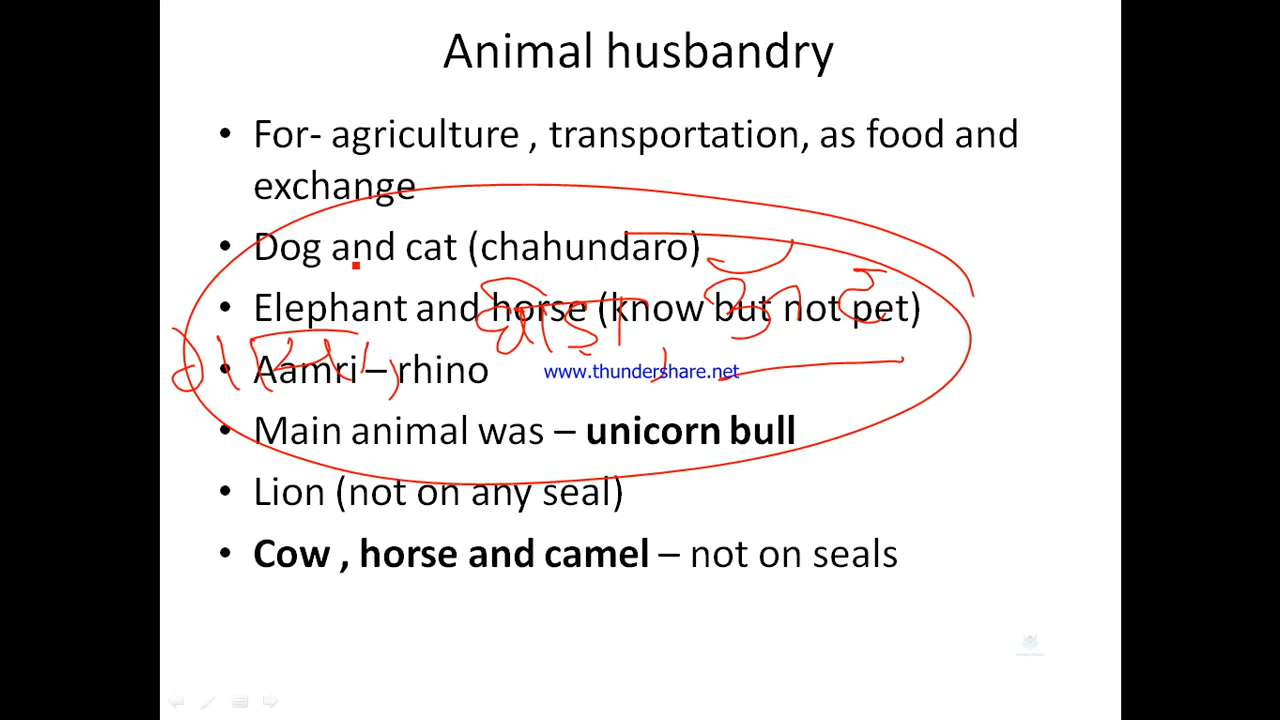 Animal husbandry
• For- agriculture , transportation, as food and
exchange
• Dog and cat (chahundaro)
• Elephant and horse (know but not pet)
• Aamri – rhino
www.thundershare.net
• Main animal was – unicorn bull
• Lion (not on any seal)
• Cow , horse and camel – not on seals